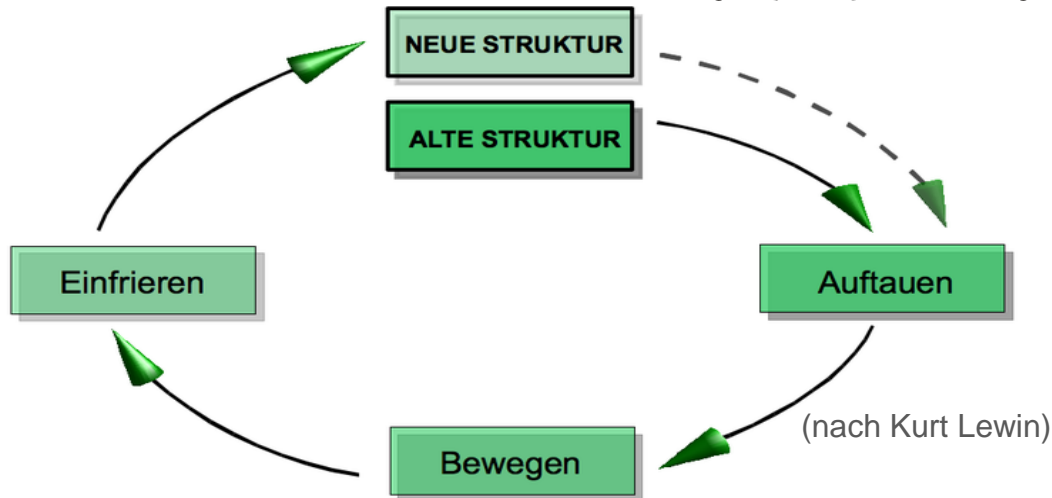 NEUE STRUKTUR
ALTE STRUKTUR
Einfrieren
Auftauen
(nach Kurt Lewin)
Bewegen